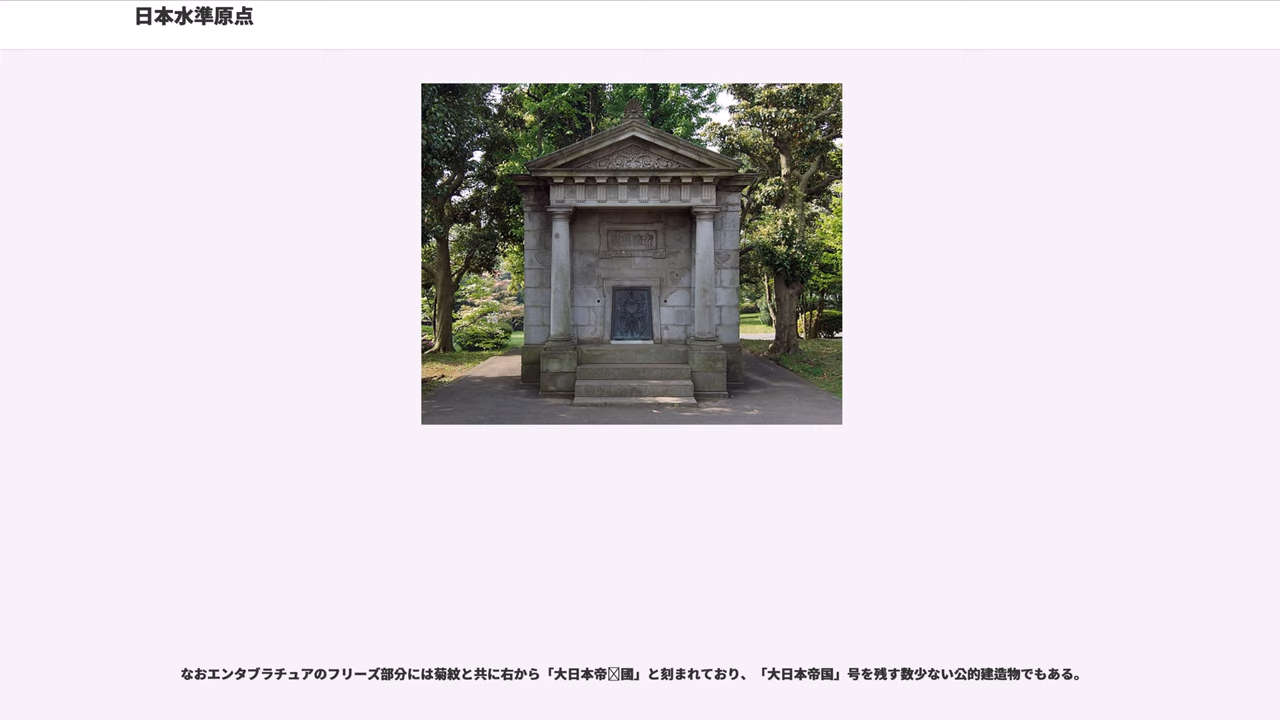 日本水準原点
なおエンタブラチュアのフリーズ部分には菊紋と共に右から「大日本帝〿國」と刻まれており、「大日本帝国」号を残す数少ない公的建造物でもある。